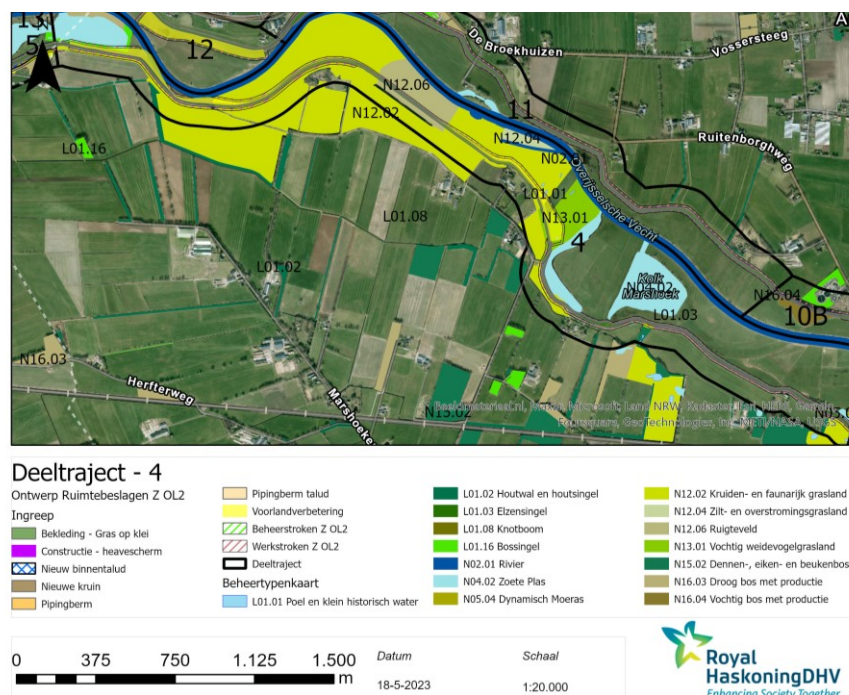 13
5
12
De Broekhuizen
Vossersteeg
A
N12.06
11
N12.02
N12.04
Ruitenborghweg
L01.16
N02.
Overijsselsche Vecht
L01.01
L01.08
N13.01
4
L01.02
Kolk
Marshoek
N04.02
N16.04
L01.03
10B
N16.03
Herfterweg
N15.02
Deeltraject - 4
Ontwerp Ruimtebeslagen Z OL2
Ingreep
Bekleding - Gras op klei
Constructie - heavescherm
Nieuw binnentalud
Nieuwe kruin
Pipingberm
Pipingberm talud
Voorlandverbetering
Beheerstroken Z OL2
Werkstroken Z OL2
Deeltraject
Beheertypenkaart
L01.01 Poel en klein historisch water
L01.02 Houtwal en houtsingel
L01.03 Elzensingel
L01.08 Knotboom
L01.16 Bossingel
N02.01 Rivier
N04.02 Zoete Plas
N05.04 Dynamisch Moeras
N12.02 Kruiden- en faunarijk grasland
N12.04 Zilt- en overstromingsgrasland
N12.06 Ruigteveld
N13.01 Vochtig weidevogelgrasland
N15.02 Dennen-, eiken- en beukenbos
N16.03 Droog bos met productie
N16.04 Vochtig bos met productie
0 375 750 1.125 1.500
m
Datum
18-5-2023
Schaal
1:20.000
Royal
HaskoningDHV
Enhancing Society Together